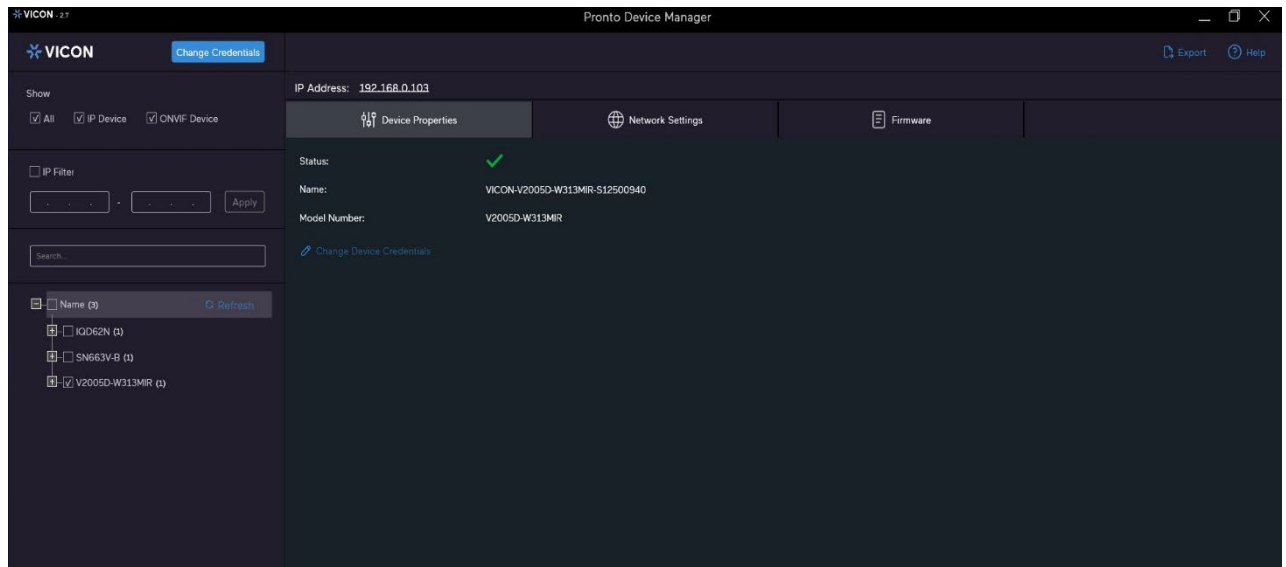 VICON - 2.7
Pronto Device Manager
VICON
Change Credentials
Export
Help
Show
All
IP Device
ONVIF Device
IP Address: 192.168.0.103
Device Properties
Network Settings
Firmware
IP Filter
. . . - . . .
Apply
Status:
Name: VICON-V2005D-W313MIR-S12500940
Model Number: V2005D-W313MIR
Change Device Credentials
Search...
Name (3)
Refresh
IQD62N (1)
SN663V-B (1)
V2005D-W313MIR (1)